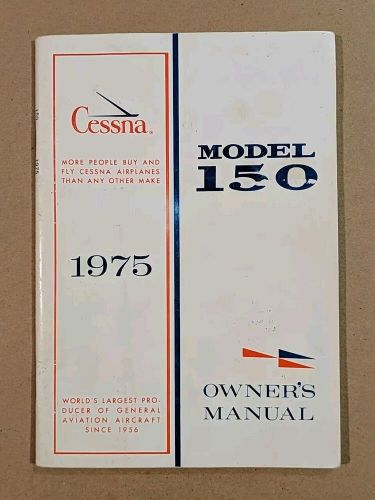 Cessna®
MORE PEOPLE BUY AND
FLY CESSNA AIRPLANES
THAN ANY OTHER MAKE
1975
WORLD'S LARGEST PRO-
DUCER OF GENERAL
AVIATION AIRCRAFT
SINCE 1956
MODEL
150
OWNER'S
MANUAL